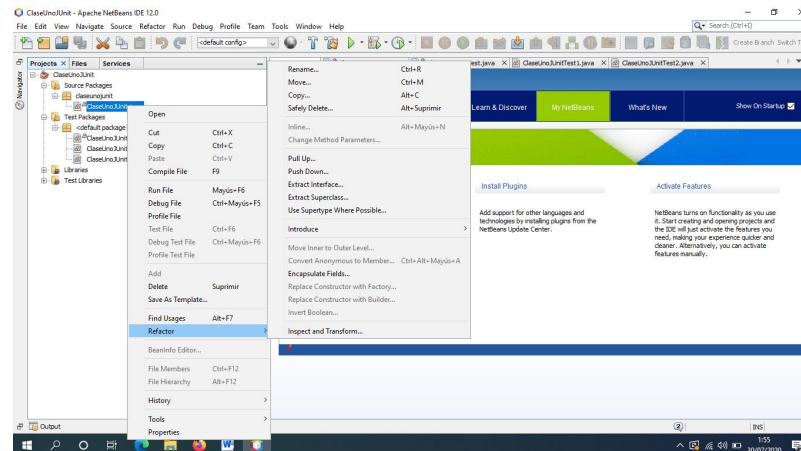 ClaseUnoJUnit - Apache NetBeans IDE 12.0
File Edit View Navigate Source Refactor Run Debug Profile Team Tools Window Help
Search (Ctrl+I)
<default config>
Create Branch Switch T
Projects Files Services
est.java ClaseUnoJUnitTest1.java ClaseUnoJUnitTest2.java
Navigator
ClaseUnoJUnit
Source Packages
claseunojunit
ClaseUnoJUnit
Test Packages
<default package
ClaseUnoJUnit
ClaseUnoJUnit
ClaseUnoJUnit
Libraries
Test Libraries
Open
Cut Ctrl+X
Copy Ctrl+C
Paste Ctrl+V
Compile File F9
Run File Mayús+F6
Debug File Ctrl+Mayús+F5
Profile File
Test File Ctrl+F6
Debug Test File Ctrl+Mayús+F6
Profile Test File
Add
Delete Suprimir
Save As Template...
Find Usages Alt+F7
Refactor
BeanInfo Editor...
File Members Ctrl+F12
File Hierarchy Alt+F12
History
Tools
Properties
Rename... Ctrl+R
Move... Ctrl+M
Copy... Alt+C
Safely Delete... Alt+Suprimir
Inline... Alt+Mayús+N
Change Method Parameters...
Pull Up...
Push Down...
Extract Interface...
Extract Superclass...
Use Supertype Where Possible...
Introduce
Move Inner to Outer Level...
Convert Anonymous to Member... Ctrl+Alt+Mayús+A
Encapsulate Fields...
Replace Constructor with Factory...
Replace Constructor with Builder...
Invert Boolean...
Inspect and Transform...
Learn & Discover My NetBeans What's New Show On Startup
Install Plugins
Add support for other languages and
technologies by installing plugins from the
NetBeans Update Center.
Activate Features
NetBeans turns on functionality as you use
it. Start creating and opening projects and
the IDE will just activate the features you
need, making your experience quicker and
cleaner. Alternatively, you can activate
features manually.
Output
2
INS
1:55
30/07/2020